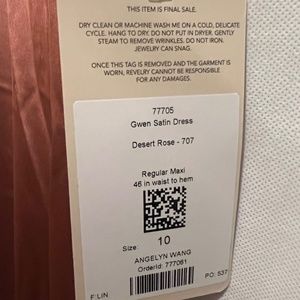 THIS ITEM IS FINAL SALE.
DRY CLEAN OR MACHINE WASH ME ON A COLD, DELICATE
CYCLE. HANG TO DRY DO NOT PUT IN DRYER. GENTLY
STEAM TO REMOVE WRINKLES. DO NOT IRON.
JEWELRY CAN SNAG.
ONCE THIS TAG IS REMOVED AND THE GARMENT IS
WORN, REVELRY CANNOT BE RESPONSIBLE
FOR ANY DAMAGES.
77705
Gwen Satin Dress
Desert Rose - 707
Regular Maxi
46 in waist to hem
Size: 10
ANGELYN WANG
OrderId: 777061
F:LIN
PO: 537